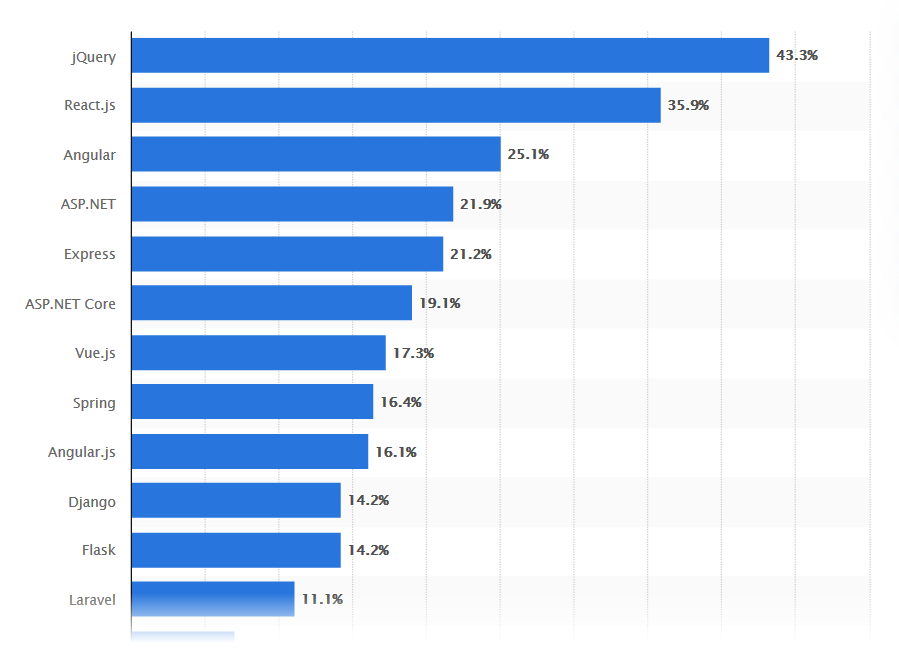 jQuery 43.3%
React.js 35.9%
Angular 25.1%
ASP.NET 21.9%
Express 21.2%
ASP.NET Core 19.1%
Vue.js 17.3%
Spring 16.4%
Angular.js 16.1%
Django 14.2%
Flask 14.2%
Laravel 11.1%